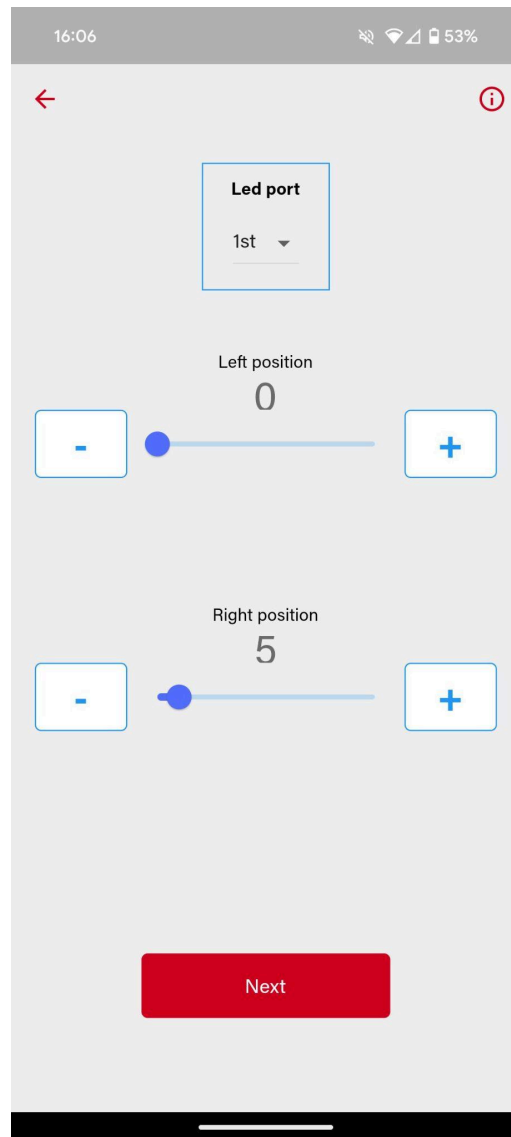 16:06
53%
Led port
1st
Left position
0
-
+
Right position
5
-
+
Next